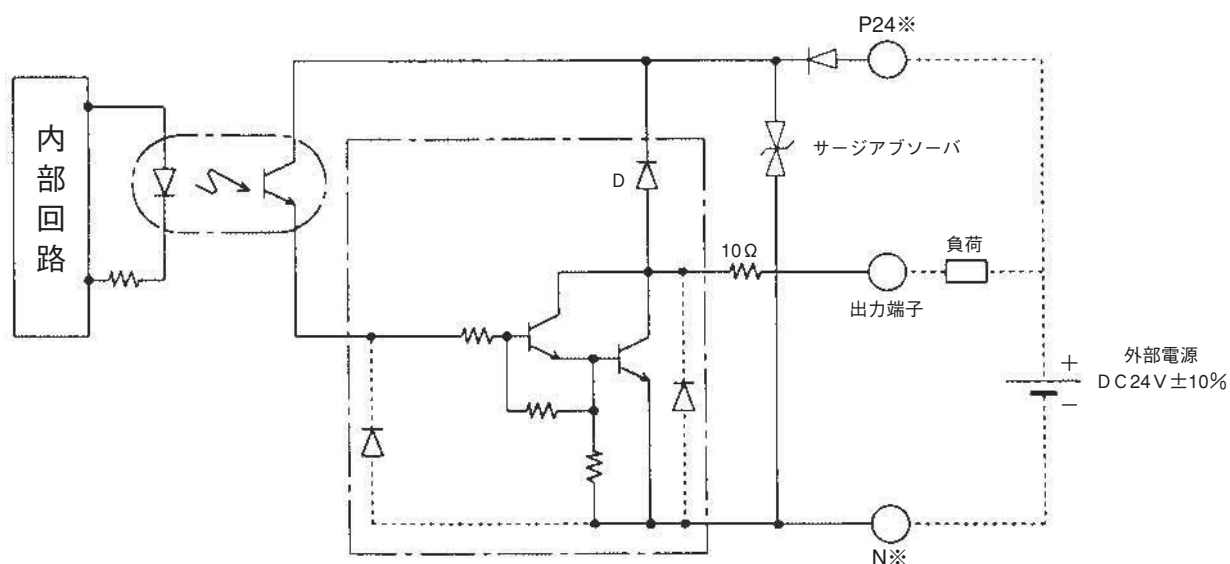 P24※
内部回路
サージアブソーバ
D
10Ω
負荷
出力端子
外部電源
+
DC24V±10%
−
N※